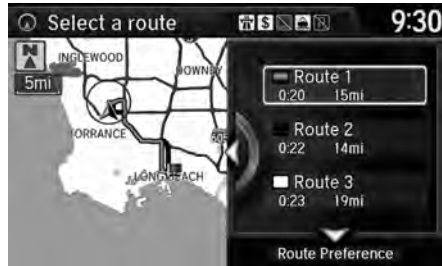 Select a route
$
9:30
N
5mi
INGLEWOOD
DOWNEY
TORRANCE
605
LONG BEACH
Route 1
0:20 15mi
Route 2
0:22 14mi
Route 3
0:23 19mi
Route Preference